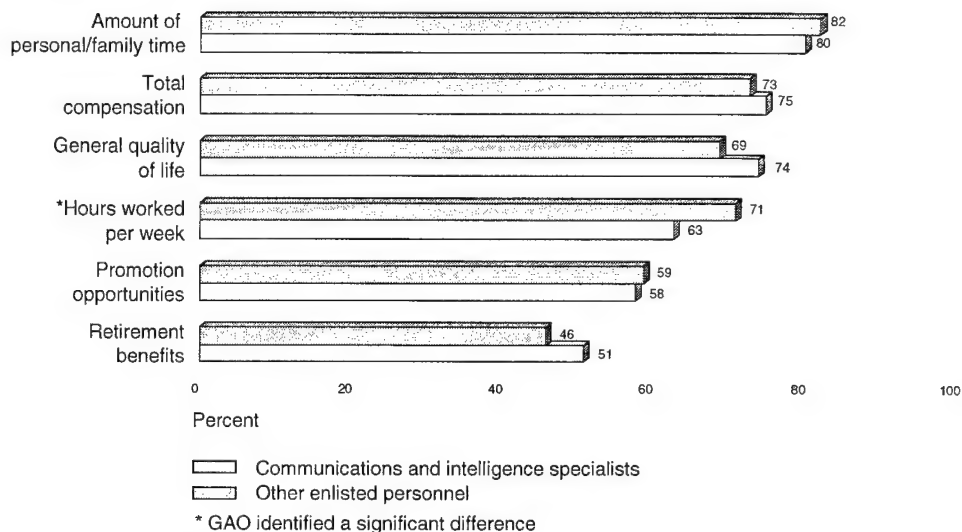 Amount of
personal/family time
82
80
Total
compensation
73
75
General quality
of life
69
74
*Hours worked
per week
71
63
Promotion
opportunities
59
58
Retirement
benefits
46
51
0 20 40 60 80 100
Percent
Communications and intelligence specialists
Other enlisted personnel
* GAO identified a significant difference